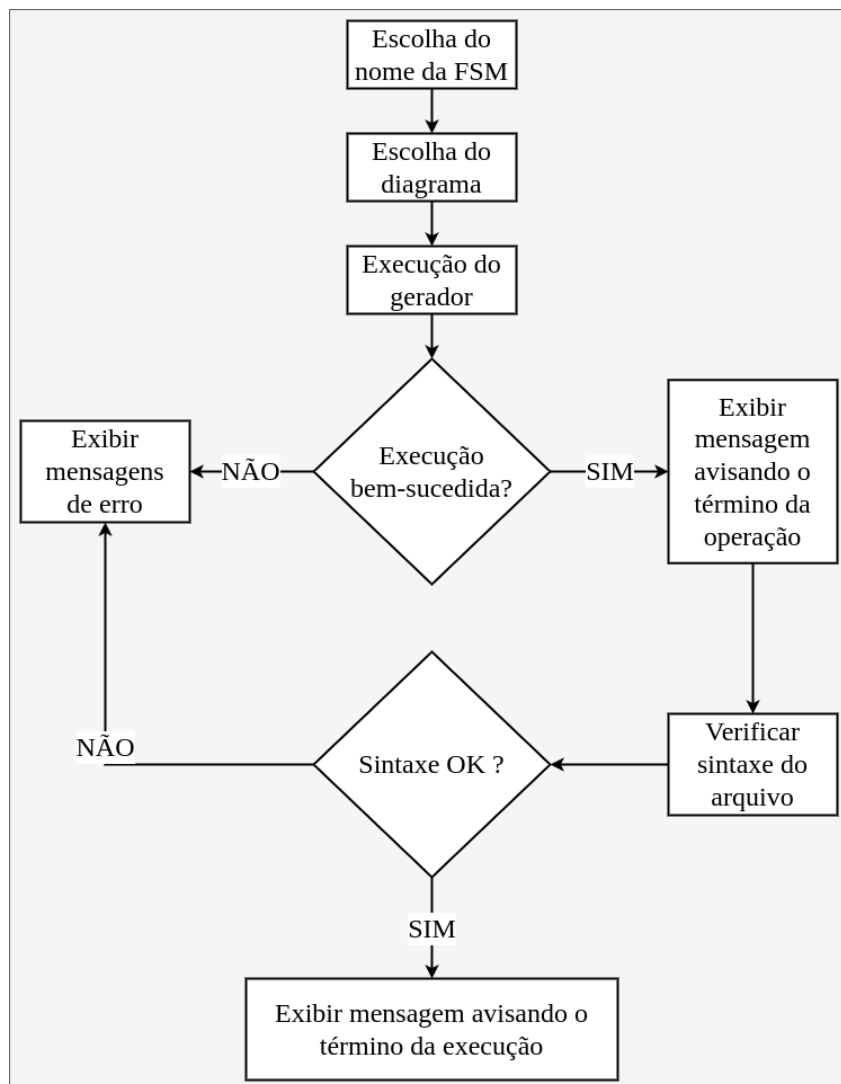 Escolha do
nome da FSM
Escolha do
diagrama
Execução do
gerador
Execução
bem-sucedida?
NÃO
Exibir
mensagens
de erro
SIM
Exibir
mensagem
avisando o
término da
operação
Verificar
sintaxe do
arquivo
Sintaxe OK ?
NÃO
SIM
Exibir mensagem avisando o
término da execução